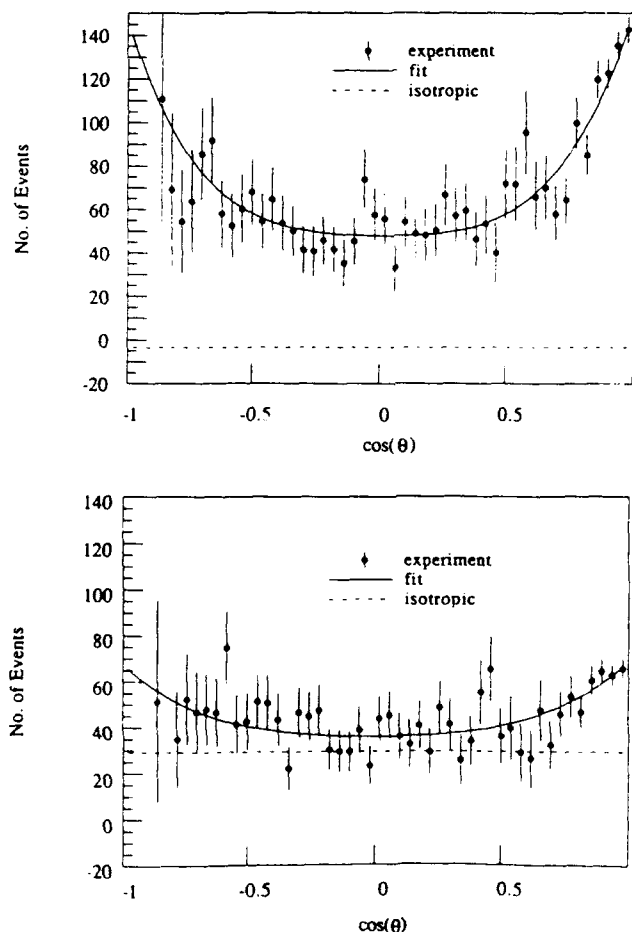 140
120
100
80
60
40
20
0
-20
No. of Events
experiment
fit
isotropic
-1
-0.5
0
0.5
cos(θ)
140
120
100
80
60
40
20
0
-20
No. of Events
experiment
fit
isotropic
-1
-0.5
0
0.5
cos(θ)